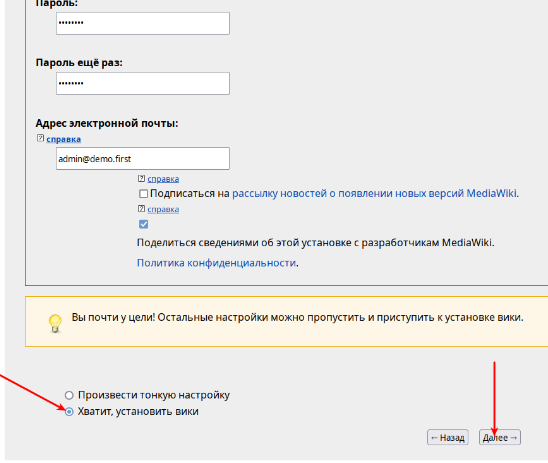 Пароль:
••••••••
Пароль ещё раз:
••••••••
Адрес электронной почты:
? справка
admin@demo.first
? справка
Подписаться на рассылку новостей о появлении новых версий MediaWiki.
? справка
Поделиться сведениями об этой установке с разработчикам MediaWiki.
Политика конфиденциальности.
Вы почти у цели! Остальные настройки можно пропустить и приступить к установке вики.
Произвести тонкую настройку
Хватит, установить вики
← Назад Далее →